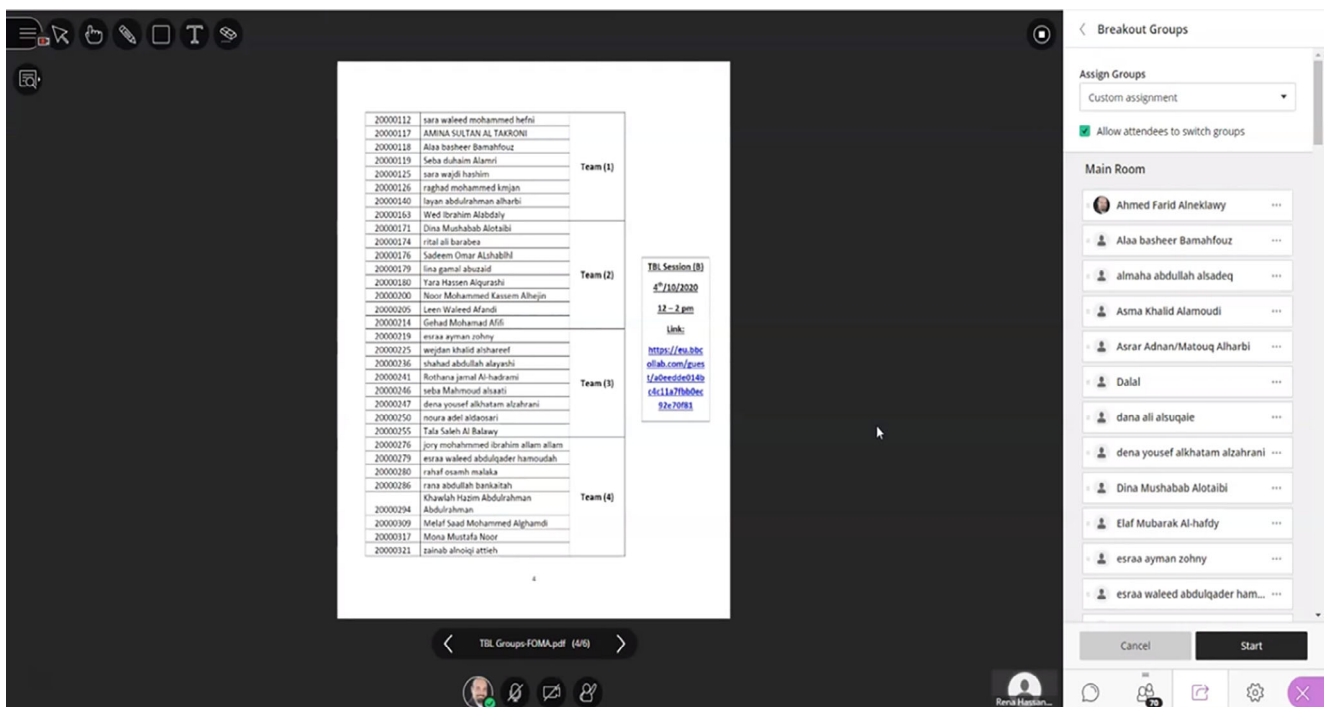 Breakout Groups
Assign Groups
Custom assignment
Allow attendees to switch groups
Main Room
Ahmed Farid Alneklawy
Alaa basheer Bamahfouz
almaha abdullah alsadeq
Asma Khalid Alamoudi
Asrar Adnan/Matouq Alharbi
Dalal
dana ali alsuqaie
dena yousef alkhatam alzahrani
Dina Mushabab Alotaibi
Elaf Mubarak Al-hafdy
esraa ayman zohny
esraa waleed abdulqader ham...
Cancel Start
70
20000112 sara waleed mohammed hefni
20000117 AMINA SULTAN AL TAKRONI
20000118 Alaa basheer Bamahfouz
20000119 Seba duhaim Alamri
20000125 sara wajdi hashim
20000126 raghad mohammed kmjan
20000140 layan abdulrahman alharbi
20000163 Wed Ibrahim Alabdaly
Team (1)
20000171 Dina Mushabab Alotaibi
20000174 rital ali barabea
20000176 Sadeem Omar ALshablhl
20000179 lina gamal abuzaid
20000180 Yara Hassen Alqurashi
20000200 Noor Mohammed Kassem Alhejin
20000205 Leen Waleed Afandi
20000214 Gehad Mohamad Afifi
Team (2)
20000219 esraa ayman zohny
20000225 wejdan khalid alshareef
20000236 shahad abdullah alayashi
20000241 Rothana jamal Al-hadrami
20000246 seba Mahmoud alsaati
20000247 dena yousef alkhatam alzahrani
20000250 noura adel aldaosari
20000255 Tala Saleh Al Balawy
Team (3)
20000276 jory mohahmmed ibrahim allam allam
20000279 esraa waleed abdulqader hamoudah
20000280 rahaf osamh malaka
20000286 rana abdullah bankaitah
Khawlah Hazim Abdulrahman
20000294 Abdulrahman
20000309 Melaf Saad Mohammed Alghamdi
20000317 Mona Mustafa Noor
20000321 zainab alnoiqi attieh
Team (4)
TBL Session (B)
4th/10/2020
12 – 2 pm
Link:
https://eu.bbc
ollab.com/gues
t/a0eedde014b
c4c11a7fbb0ec
92e70f81
4
TBL Groups-FOMA.pdf (4/6)
Rena Hassan...